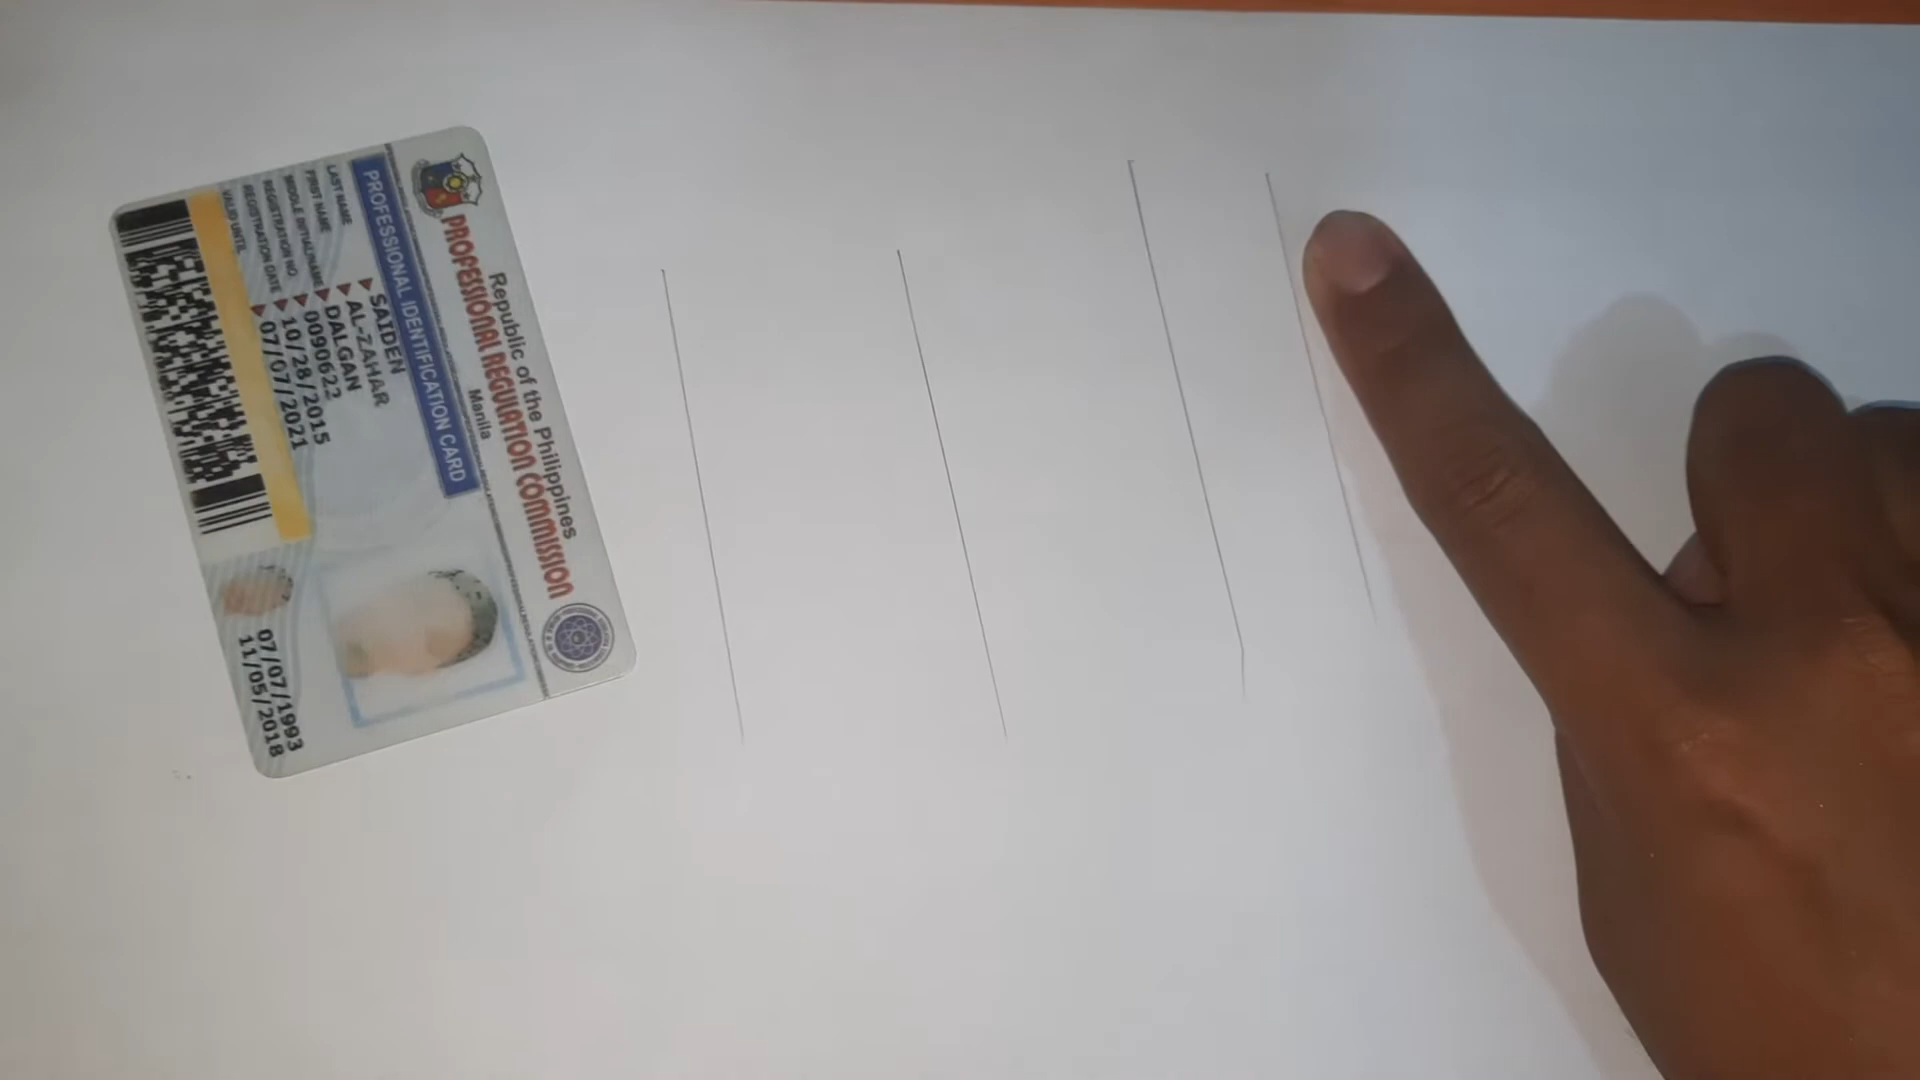 Republic of the Philippines
PROFESSIONAL REGULATION COMMISSION
Manila
PROFESSIONAL IDENTIFICATION CARD
LAST NAME SAIDEN
FIRST NAME AL-ZAHAR
MIDDLE INITIAL/NAME DALGAN
REGISTRATION NO. 0090622
REGISTRATION DATE 10/28/2015
VALID UNTIL 07/07/2021
07/07/1993
11/05/2018